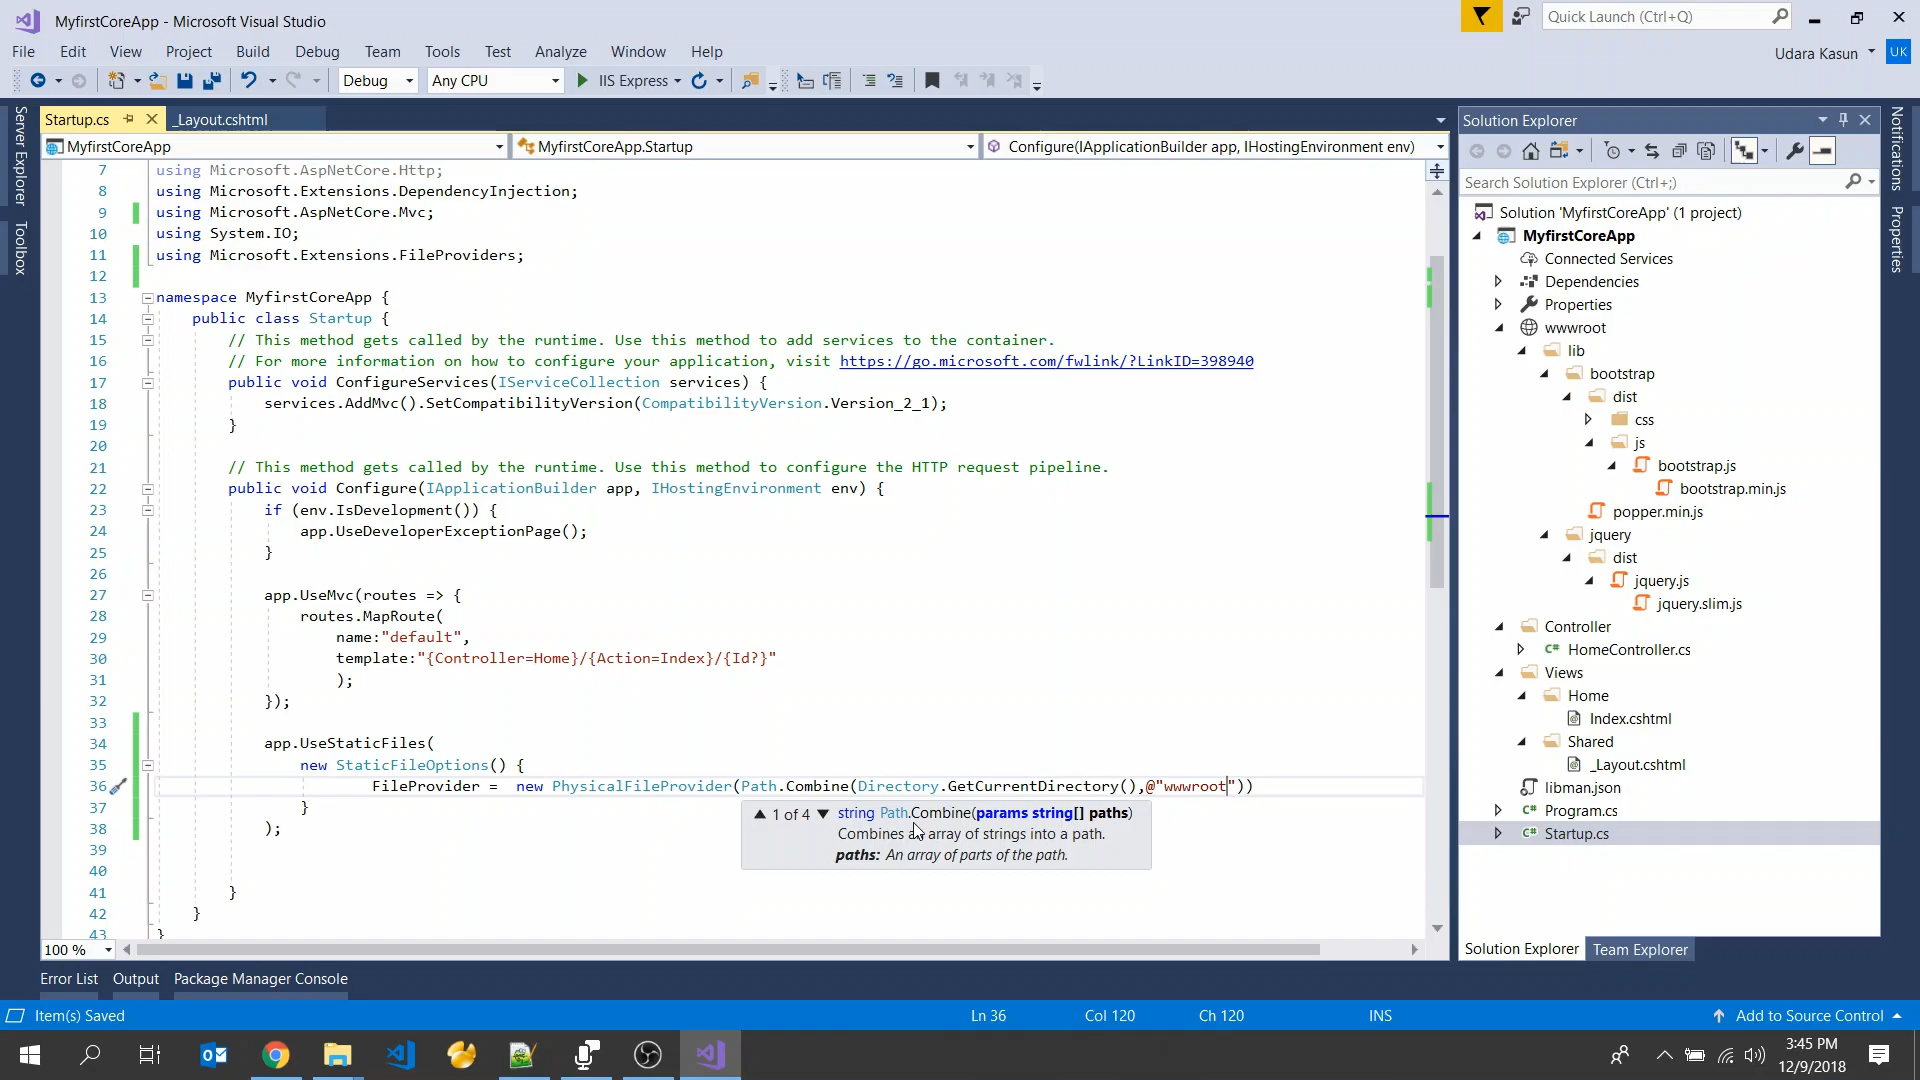 MyfirstCoreApp - Microsoft Visual Studio
Quick Launch (Ctrl+Q)
File Edit View Project Build Debug Team Tools Test Analyze Window Help
Udara Kasun
UK
Debug
Any CPU
IIS Express
Server Explorer
Toolbox
Startup.cs
_Layout.cshtml
MyfirstCoreApp
MyfirstCoreApp.Startup
Configure(IApplicationBuilder app, IHostingEnvironment env)
7 using Microsoft.AspNetCore.Http;
8 using Microsoft.Extensions.DependencyInjection;
9 using Microsoft.AspNetCore.Mvc;
10 using System.IO;
11 using Microsoft.Extensions.FileProviders;
12
13 namespace MyfirstCoreApp {
14 public class Startup {
15 // This method gets called by the runtime. Use this method to add services to the container.
16 // For more information on how to configure your application, visit https://go.microsoft.com/fwlink/?LinkID=398940
17 public void ConfigureServices(IServiceCollection services) {
18 services.AddMvc().SetCompatibilityVersion(CompatibilityVersion.Version_2_1);
19 }
20
21 // This method gets called by the runtime. Use this method to configure the HTTP request pipeline.
22 public void Configure(IApplicationBuilder app, IHostingEnvironment env) {
23 if (env.IsDevelopment()) {
24 app.UseDeveloperExceptionPage();
25 }
26
27 app.UseMvc(routes => {
28 routes.MapRoute(
29 name:"default",
30 template:"{Controller=Home}/{Action=Index}/{Id?}"
31 );
32 });
33
34 app.UseStaticFiles(
35 new StaticFileOptions() {
36 FileProvider = new PhysicalFileProvider(Path.Combine(Directory.GetCurrentDirectory(),@"wwwroot"))
37 }
38 );
39
40
41 }
42 }
43 }
1 of 4 string Path.Combine(params string[] paths)
Combines an array of strings into a path.
paths: An array of parts of the path.
100 %
Solution Explorer
Search Solution Explorer (Ctrl+;)
Solution 'MyfirstCoreApp' (1 project)
MyfirstCoreApp
Connected Services
Dependencies
Properties
wwwroot
lib
bootstrap
dist
css
js
bootstrap.js
bootstrap.min.js
popper.min.js
jquery
dist
jquery.js
jquery.slim.js
Controller
C# HomeController.cs
Views
Home
Index.cshtml
Shared
_Layout.cshtml
libman.json
C# Program.cs
C# Startup.cs
Solution Explorer Team Explorer
Notifications
Properties
Error List Output Package Manager Console
Item(s) Saved
Ln 36 Col 120 Ch 120 INS
Add to Source Control
3:45 PM
12/9/2018